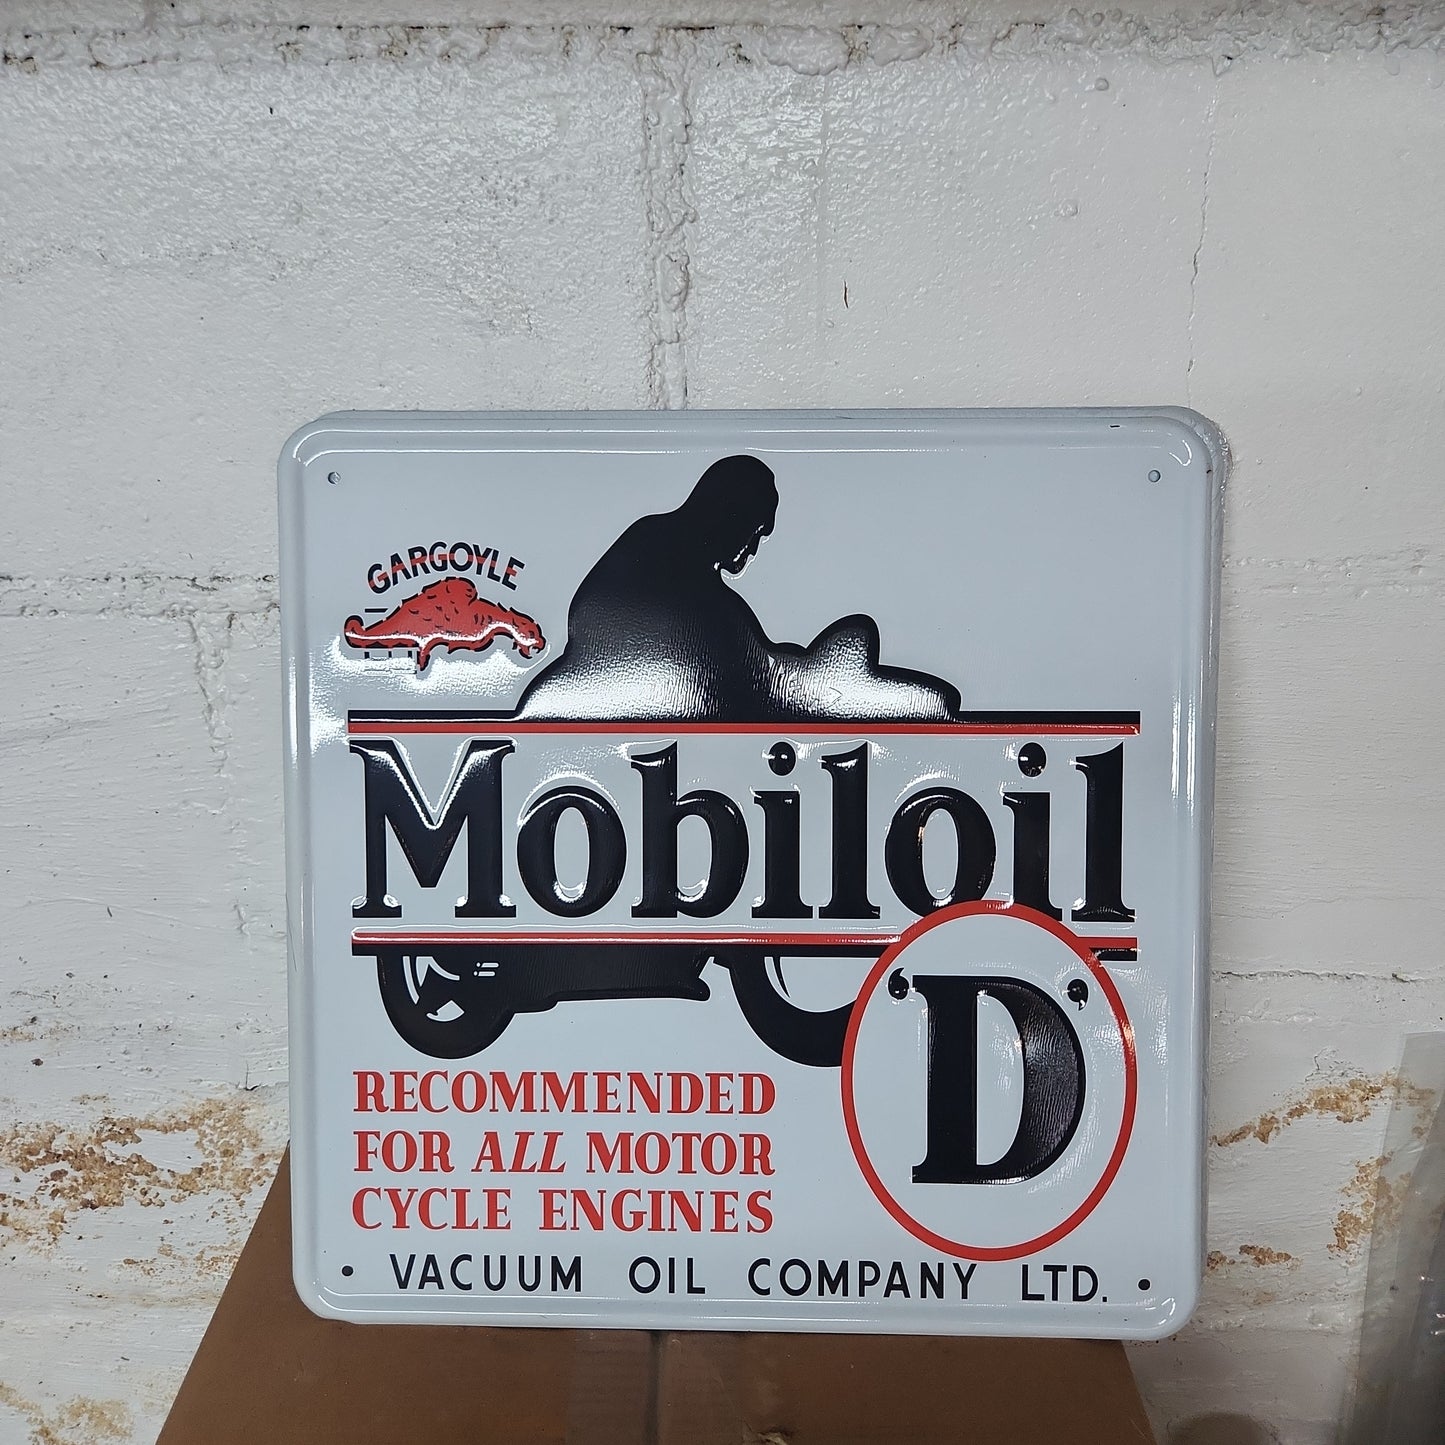 GARGOYLE
Mobiloil
'D'
RECOMMENDED
FOR ALL MOTOR
CYCLE ENGINES
• VACUUM OIL COMPANY LTD. •